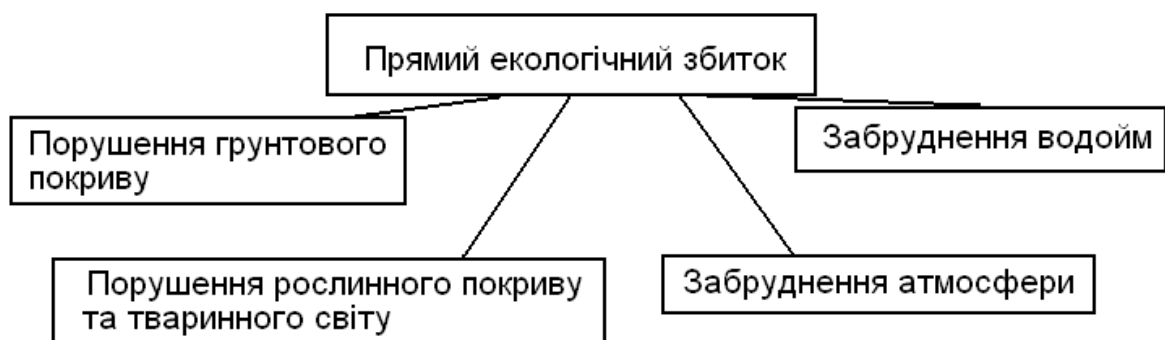 Прямий екологічний збиток
Порушення грунтового
покриву
Забруднення водойм
Порушення рослинного покриву
та тваринного світу
Забруднення атмосфери